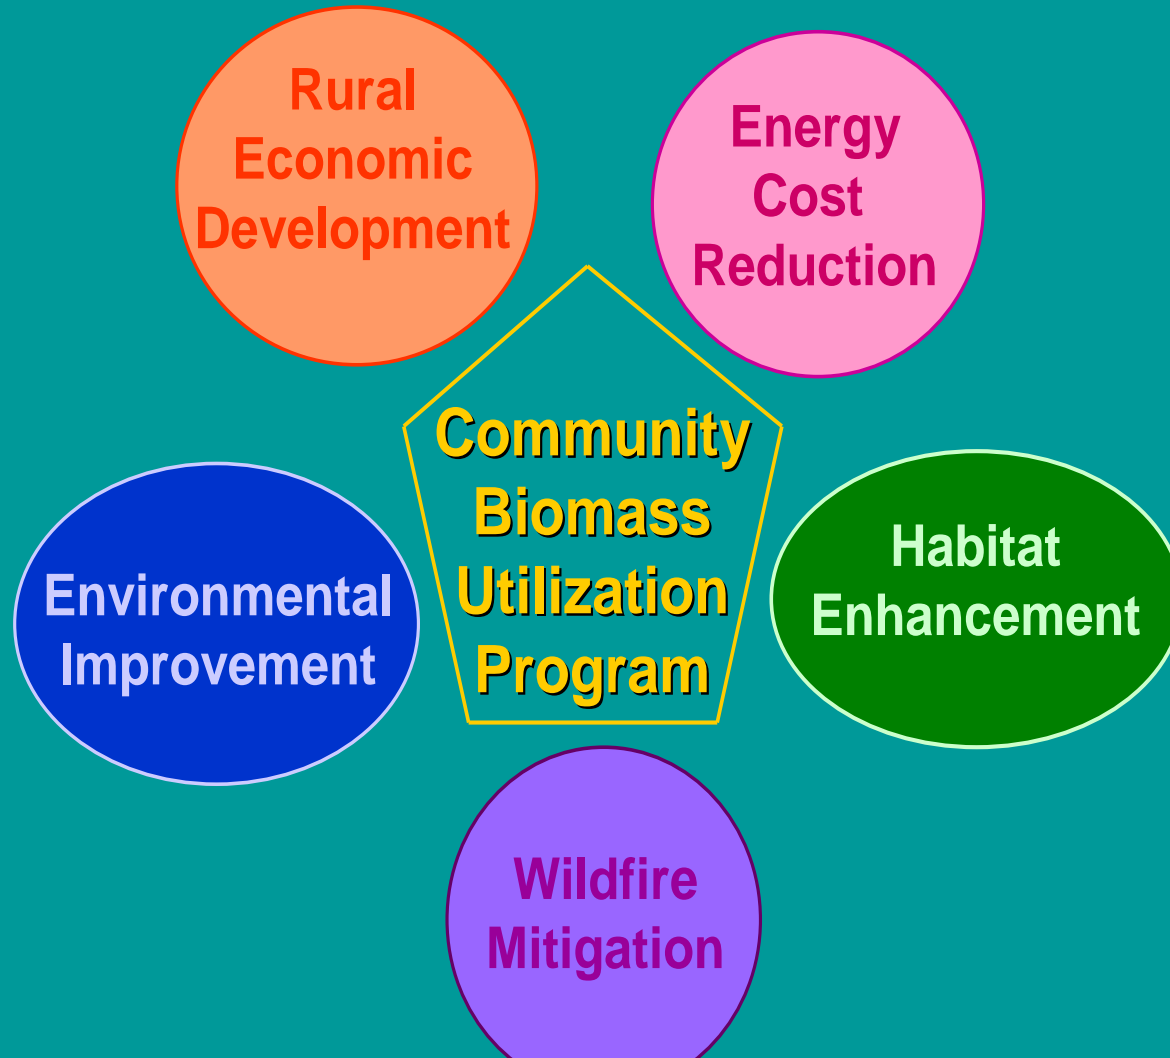 Rural
Economic
Development
Energy
Cost
Reduction
Community
Biomass
Utilization
Program
Habitat
Enhancement
Environmental
Improvement
Wildfire
Mitigation